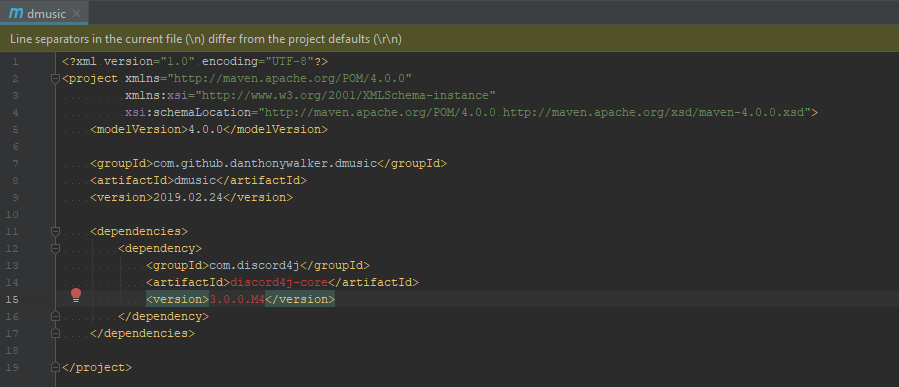 m dmusic ×
Line separators in the current file (\n) differ from the project defaults (\r\n)
1 <?xml version="1.0" encoding="UTF-8"?>
2 <project xmlns="http://maven.apache.org/POM/4.0.0"
3 xmlns:xsi="http://www.w3.org/2001/XMLSchema-instance"
4 xsi:schemaLocation="http://maven.apache.org/POM/4.0.0 http://maven.apache.org/xsd/maven-4.0.0.xsd">
5 <modelVersion>4.0.0</modelVersion>
6
7 <groupId>com.github.danthonywalker.dmusic</groupId>
8 <artifactId>dmusic</artifactId>
9 <version>2019.02.24</version>
10
11 <dependencies>
12 <dependency>
13 <groupId>com.discord4j</groupId>
14 <artifactId>discord4j-core</artifactId>
15 <version>3.0.0.M4</version>
16 </dependency>
17 </dependencies>
18
19 </project>